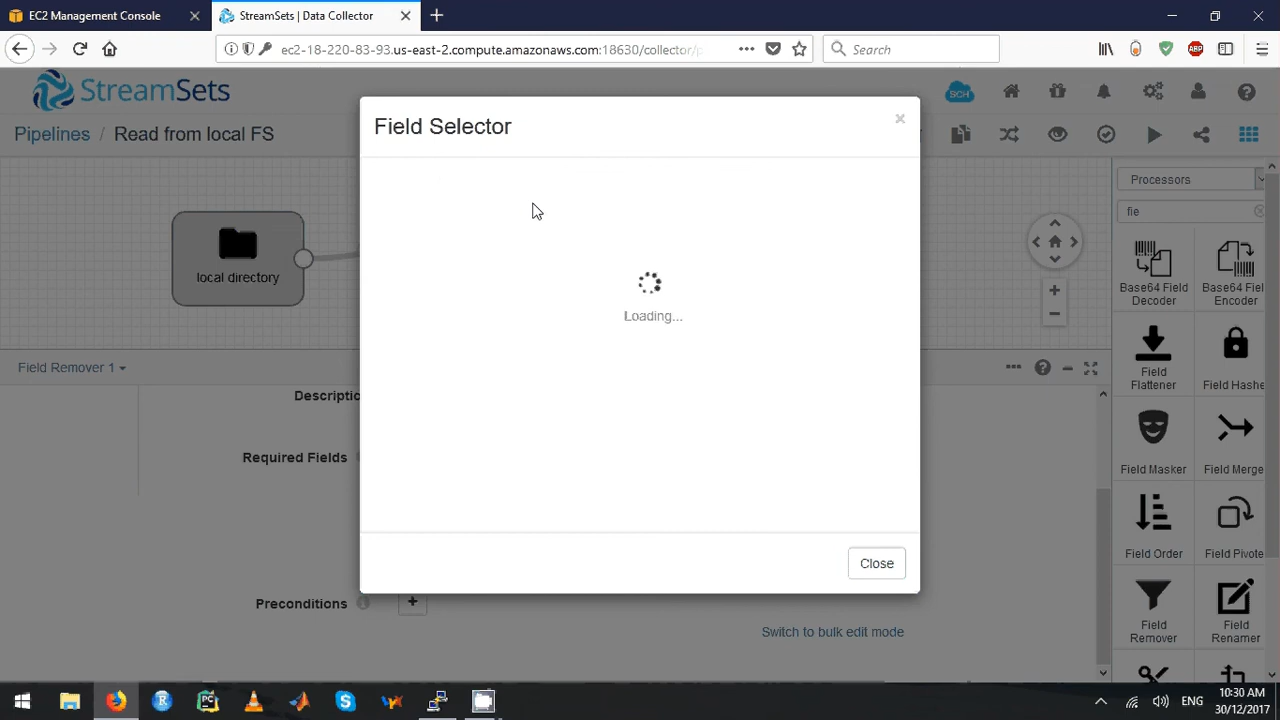 EC2 Management Console
StreamSets | Data Collector
ec2-18-220-83-93.us-east-2.compute.amazonaws.com:18630/collector/
Search
StreamSets
SCH
Pipelines / Read from local FS
Field Selector
Loading...
Close
local directory
Processors
fie
Base64 Field
Decoder
Base64 Fiel
Encoder
Field
Flattener
Field Hashe
Field Masker
Field Merge
Field Order
Field Pivote
Field
Remover
Field
Renamer
Field Remover 1
Descriptio
Required Fields
Preconditions
Switch to bulk edit mode
ABP
R
PC
ENG
10:30 AM
30/12/2017